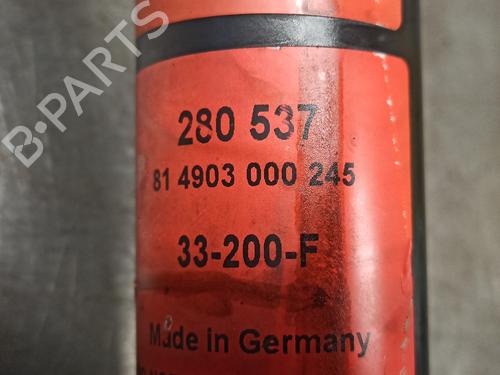 B-PARTS
280 537
81 4903 000 245
33-200-F
Made in Germany